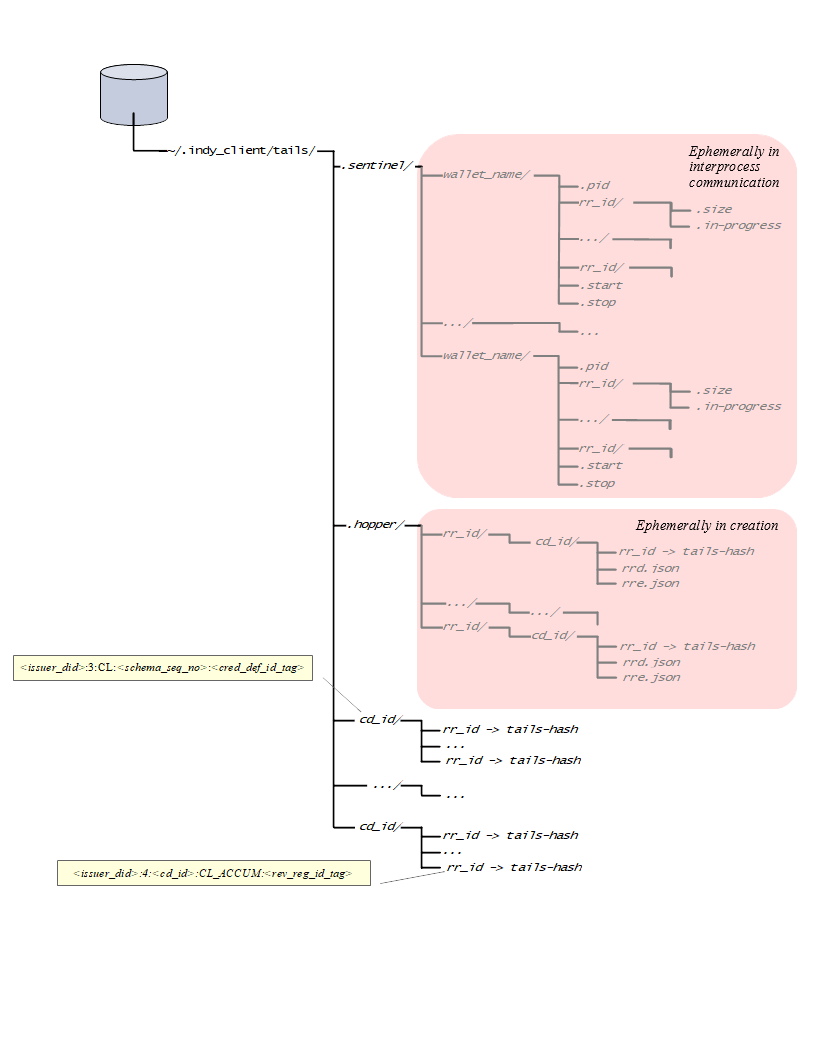 ~/.indy_client/tails/
.sentinel/
Ephemerally in
interprocess
communication
wallet_name/
.pid
rr_id/
.size
.in-progress
.../
rr_id/
.start
.stop
.../
...
wallet_name/
.pid
rr_id/
.size
.in-progress
.../
rr_id/
.start
.stop
.hopper/
Ephemerally in creation
rr_id/
cd_id/
rr_id -> tails-hash
rrd.json
rre.json
.../
.../
rr_id/
cd_id/
rr_id -> tails-hash
rrd.json
rre.json
<issuer_did>:3:CL:<schema_seq_no>:<cred_def_id_tag>
cd_id/
rr_id -> tails-hash
...
rr_id -> tails-hash
.../
...
cd_id/
rr_id -> tails-hash
...
rr_id -> tails-hash
<issuer_did>:4:<cd_id>:CL_ACCUM:<rev_reg_id_tag>